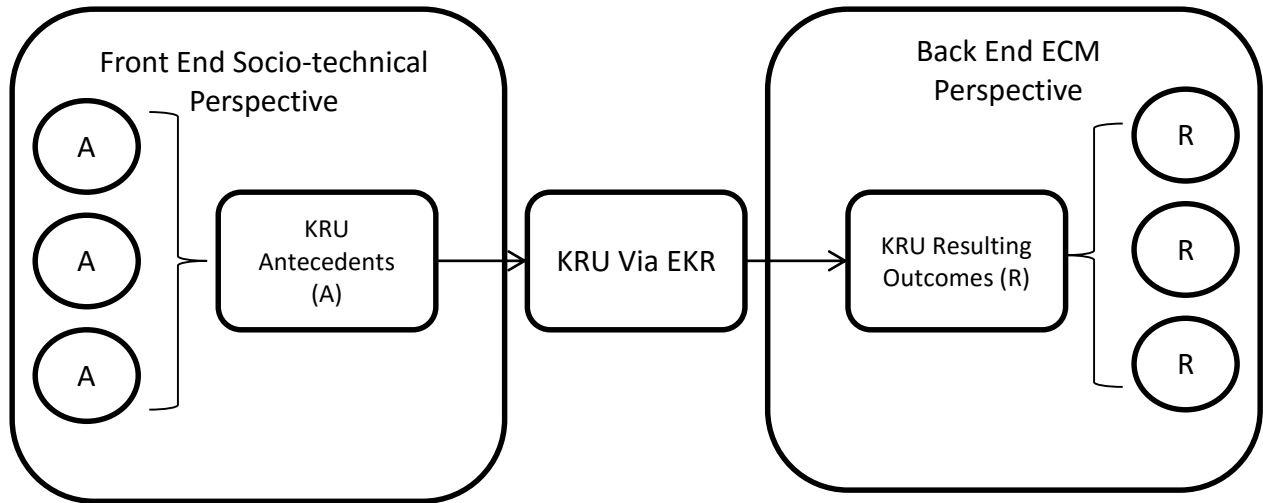 Front End Socio-technical
Perspective
A
A
A
KRU
Antecedents
(A)
KRU Via EKR
Back End ECM
Perspective
KRU Resulting
Outcomes (R)
R
R
R